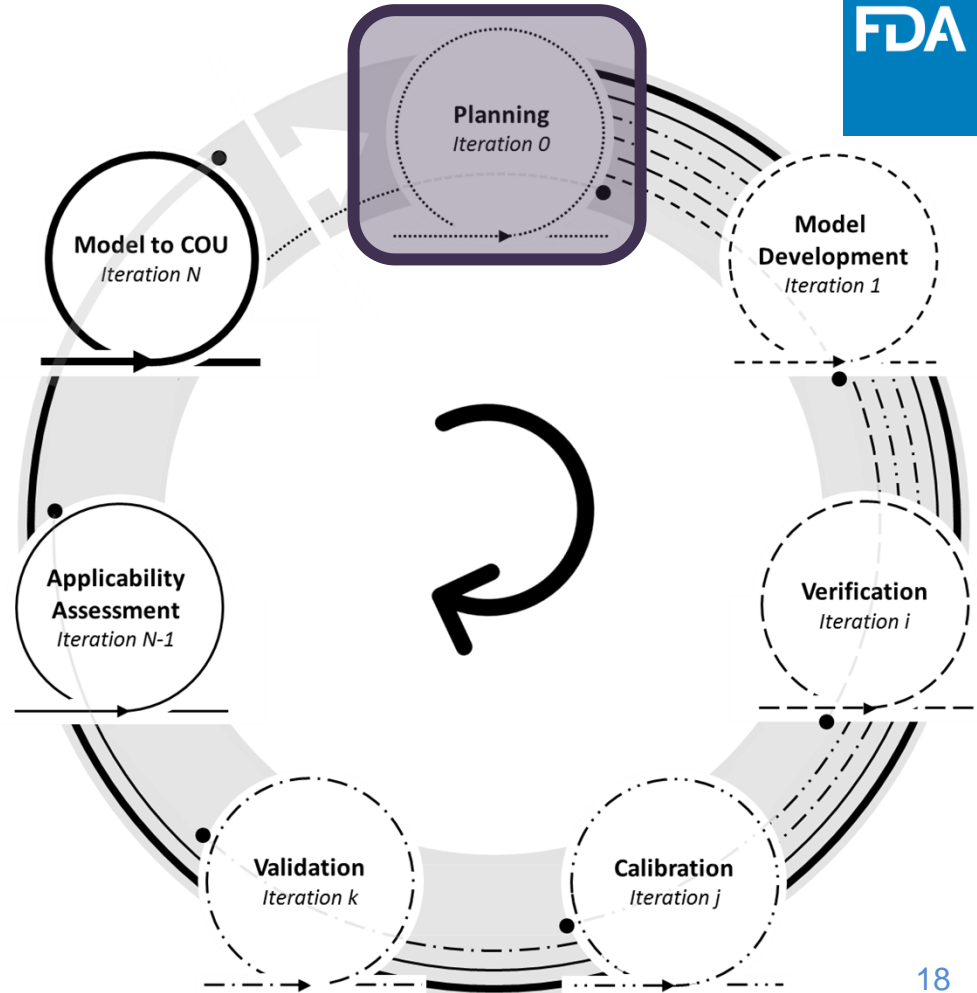 FDA
Planning
Iteration 0
Model
Development
Iteration 1
Verification
Iteration i
Calibration
Iteration j
Validation
Iteration k
Applicability
Assessment
Iteration N-1
Model to COU
Iteration N
18